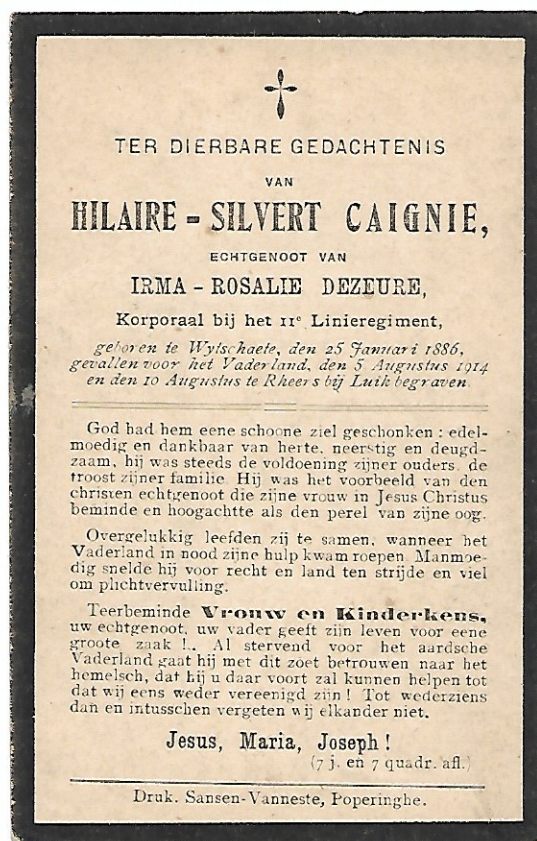 TER DIERBARE GEDACHTENIS
VAN
HILAIRE - SILVERT CAIGNIE,
ECHTGENOOT VAN
IRMA - ROSALIE DEZEURE,
Korporaal bij het 11e Linieregiment,
geboren te Wytschaete, den 25 Januari 1886,
gevallen voor het Vaderland, den 5 Augustus 1914
en den 10 Augustus te Rheers bij Luik begraven.
God had hem eene schoone ziel geschonken : edel-
moedig en dankbaar van herte, neerstig en deugd-
zaam, hij was steeds de voldoening zijner ouders, de
troost zijner familie. Hij was het voorbeeld van den
christen echtgenoot die zijne vrouw in Jesus Christus
beminde en hoogachtte als den perel van zijne oog.
Overgelukkig leefden zij te samen, wanneer het
Vaderland in nood zijne hulp kwam roepen. Manmoe-
dig snelde hij voor recht en land ten strijde en viel
om plichtvervulling.
Teerbeminde Vrouw en Kinderkens,
uw echtgenoot, uw vader geeft zijn leven voor eene
groote zaak !.. Al stervend voor het aardsche
Vaderland gaat hij met dit zoet betrouwen naar het
hemelsch, dat hij u daar voort zal kunnen helpen tot
dat wij eens weder vereenigd zijn ! Tot wederziens
dan en intusschen vergeten wij elkander niet.
Jesus, Maria, Joseph !
(7 j. en 7 quadr. afl.)
Druk. Sansen-Vanneste, Poperinghe.